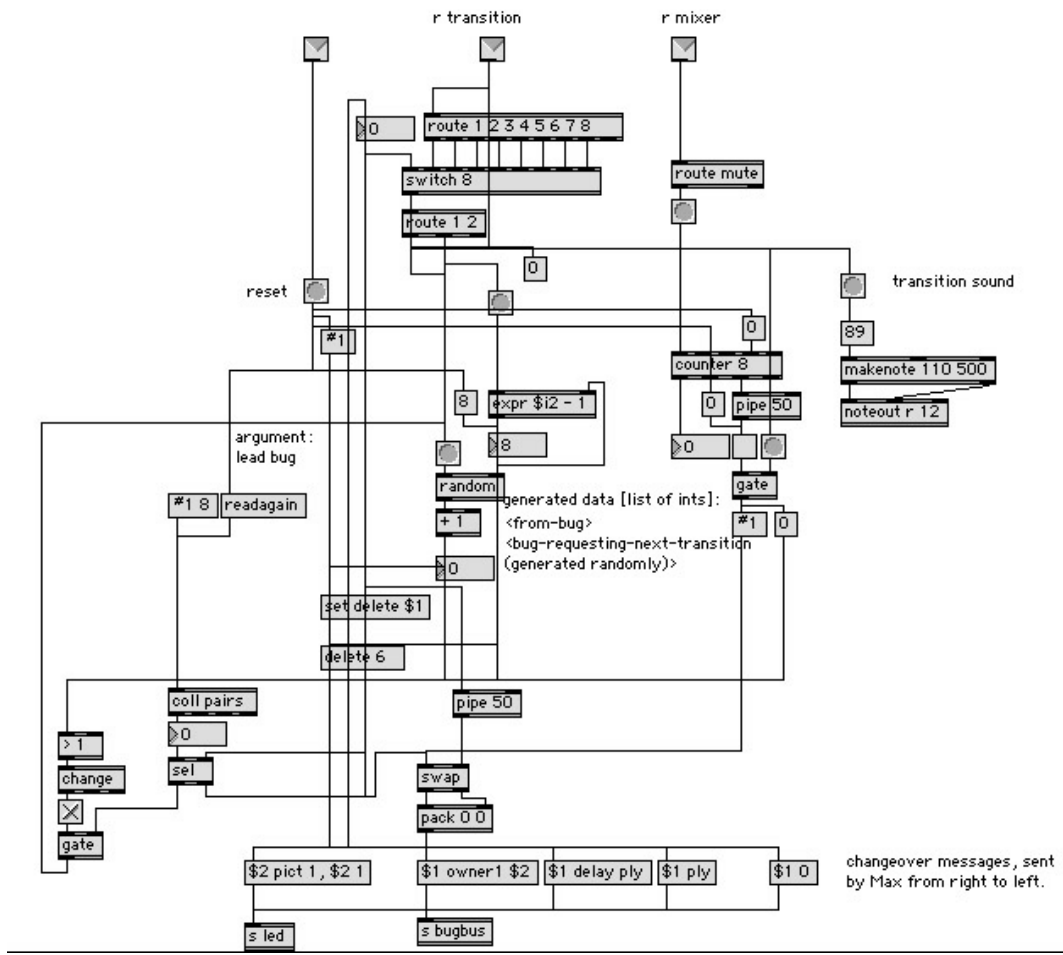 r transition
r mixer
0
route 1 2 3 4 5 6 7 8
switch 8
route mute
route 1 2
0
reset
transition sound
#1
0
89
counter 8
makenote 110 500
8
expr $i2 - 1
0
pipe 50
noteout r 12
8
0
argument:
lead bug
random
gate
#1 8
readagain
generated data [list of ints]:
<from-bug>
<bug-requesting-next-transition
(generated randomly)>
+ 1
#1
0
0
set delete $1
delete 6
coll pairs
pipe 50
0
> 1
sel
change
swap
pack 0 0
gate
$2 pict 1, $2 1
$1 owner1 $2
$1 delay ply
$1 ply
$1 0
changeover messages, sent
by Max from right to left.
s led
s bugbus